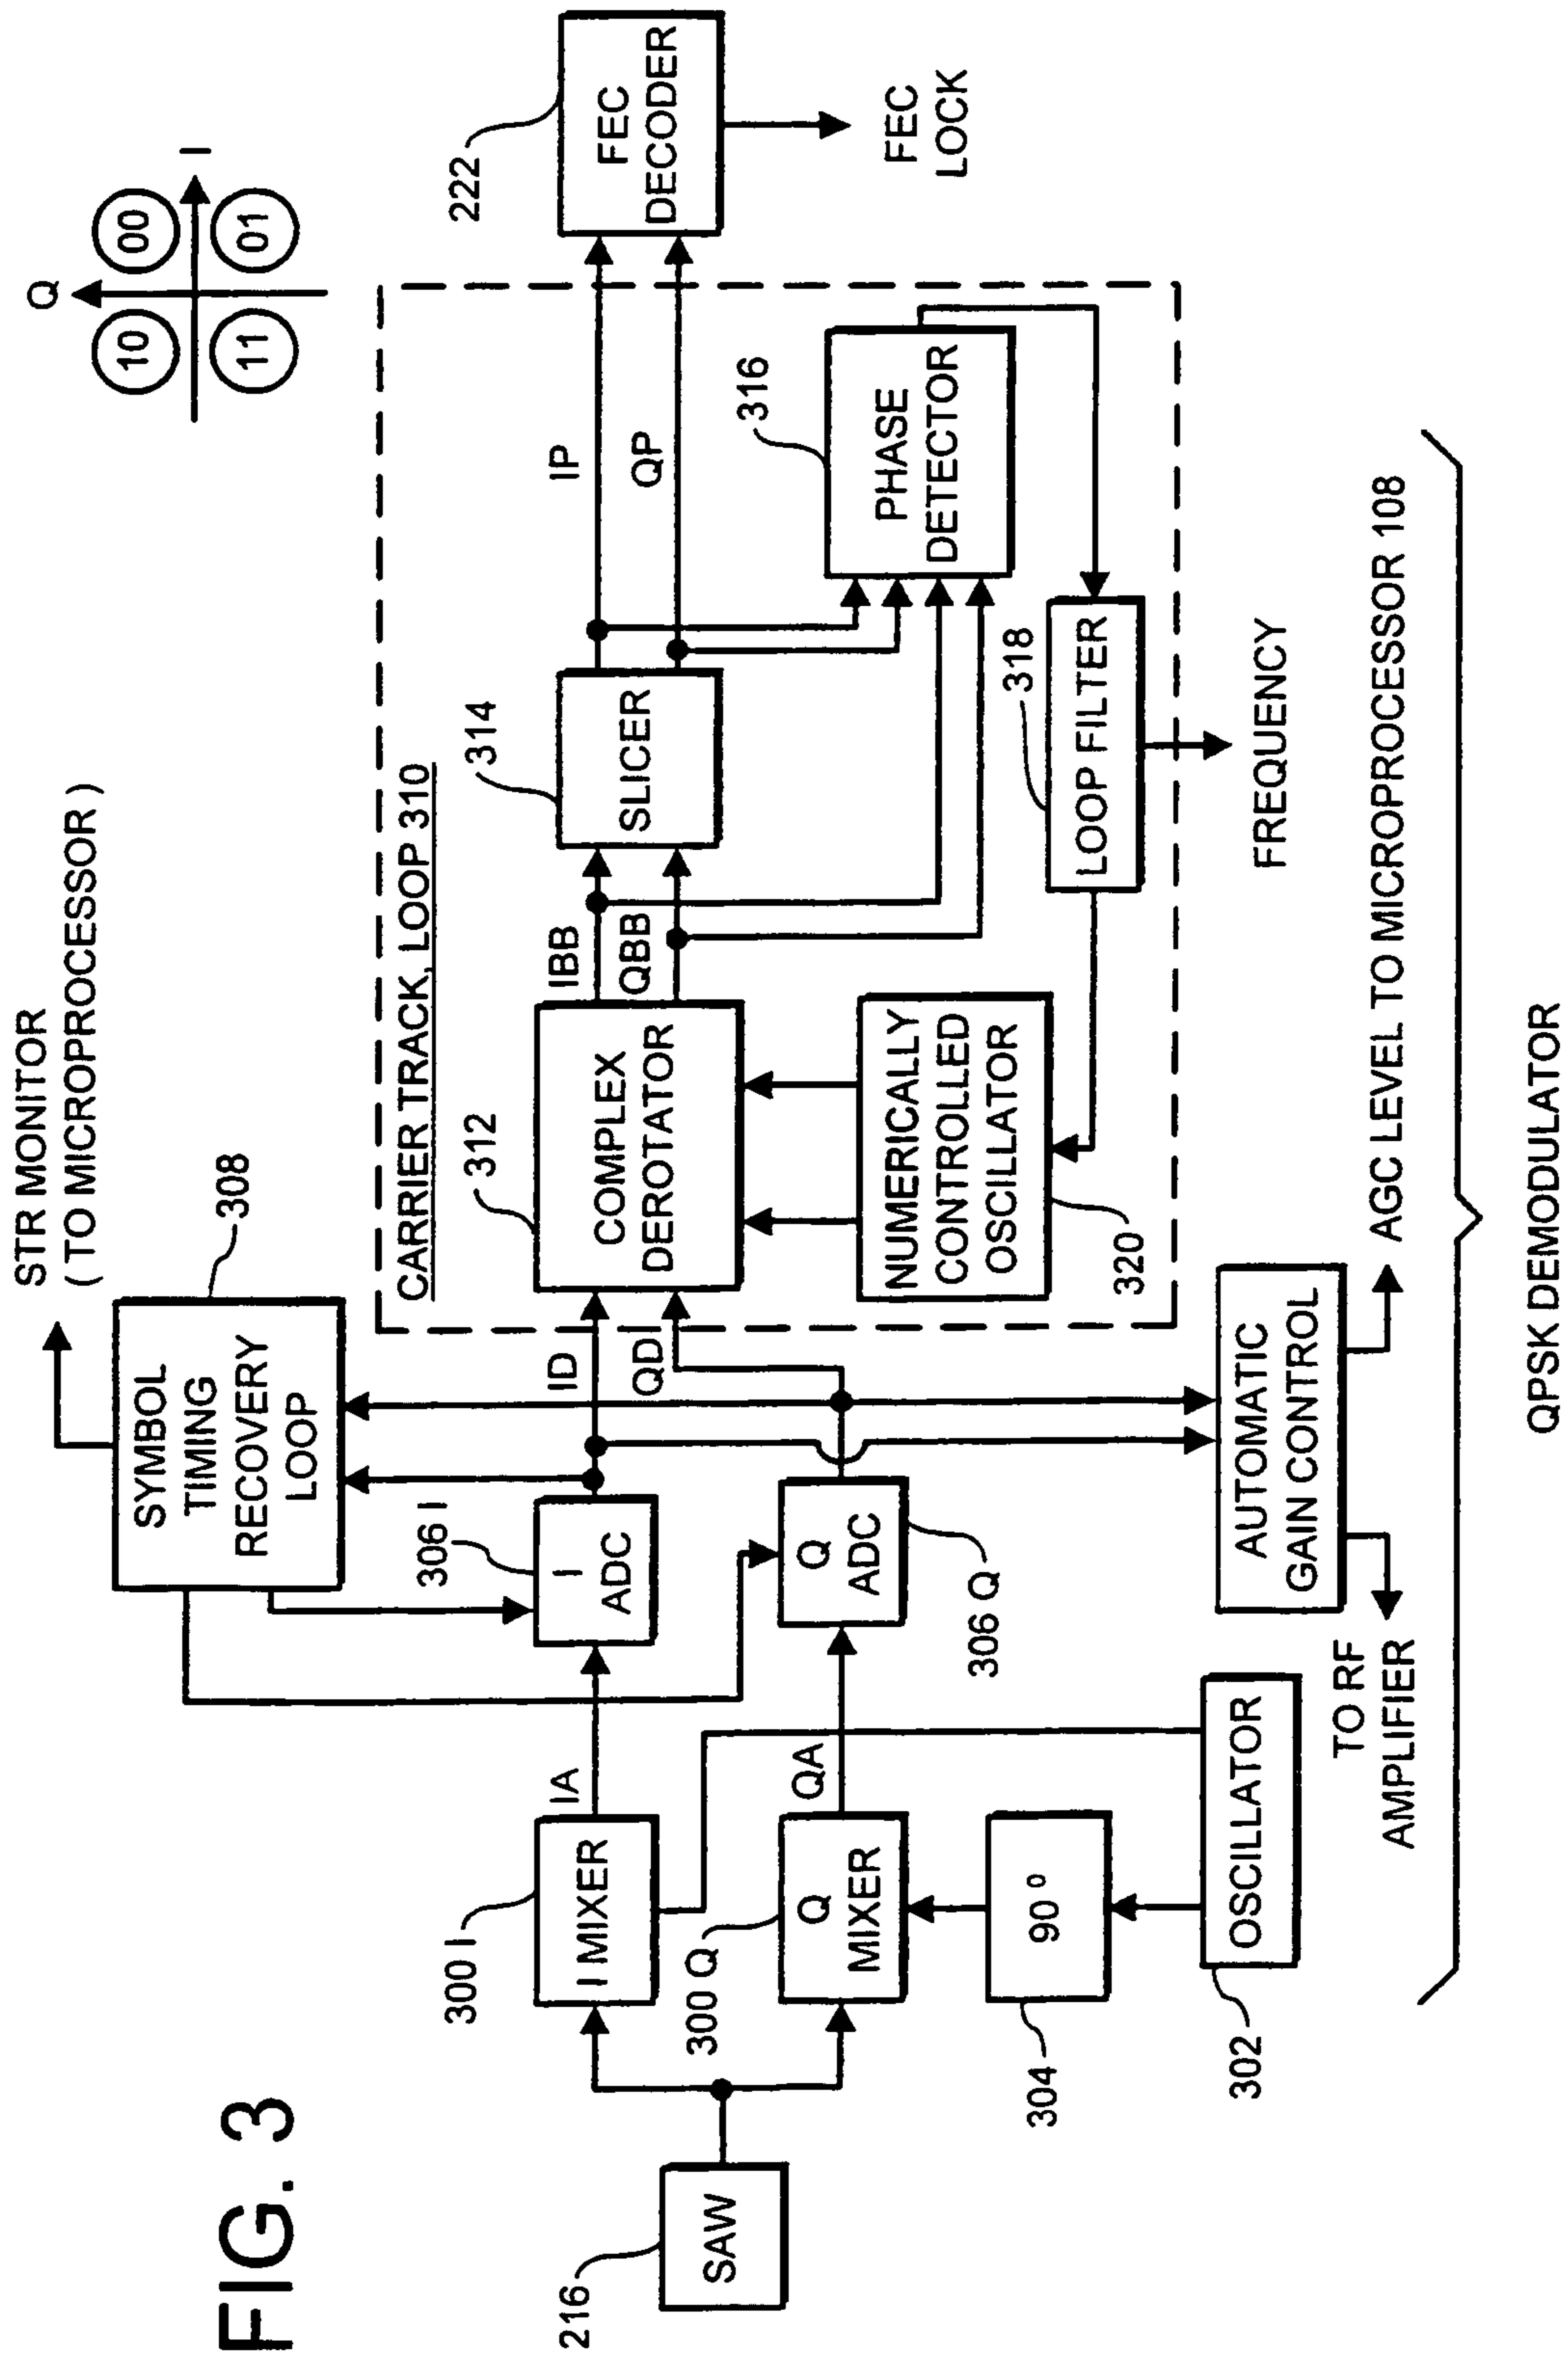 FIG. 3
STR MONITOR
( TO MICROPROCESSOR )
308
SYMBOL
TIMING
RECOVERY
LOOP
Q
I
10
00
11
01
CARRIER TRACK, LOOP 310
216
SAW
300 I
I MIXER
IA
306 I
I
ADC
ID
QD
312
COMPLEX
DEROTATOR
IBB
QBB
314
SLICER
IP
QP
222
FEC
DECODER
FEC
LOCK
300 Q
Q
MIXER
QA
Q
ADC
306 Q
316
PHASE
DETECTOR
304
90 º
NUMERICALLY
CONTROLLED
OSCILLATOR
320
318
LOOP FILTER
FREQUENCY
302
OSCILLATOR
AUTOMATIC
GAIN CONTROL
TO RF
AMPLIFIER
AGC LEVEL TO MICROPROCESSOR 108
QPSK DEMODULATOR